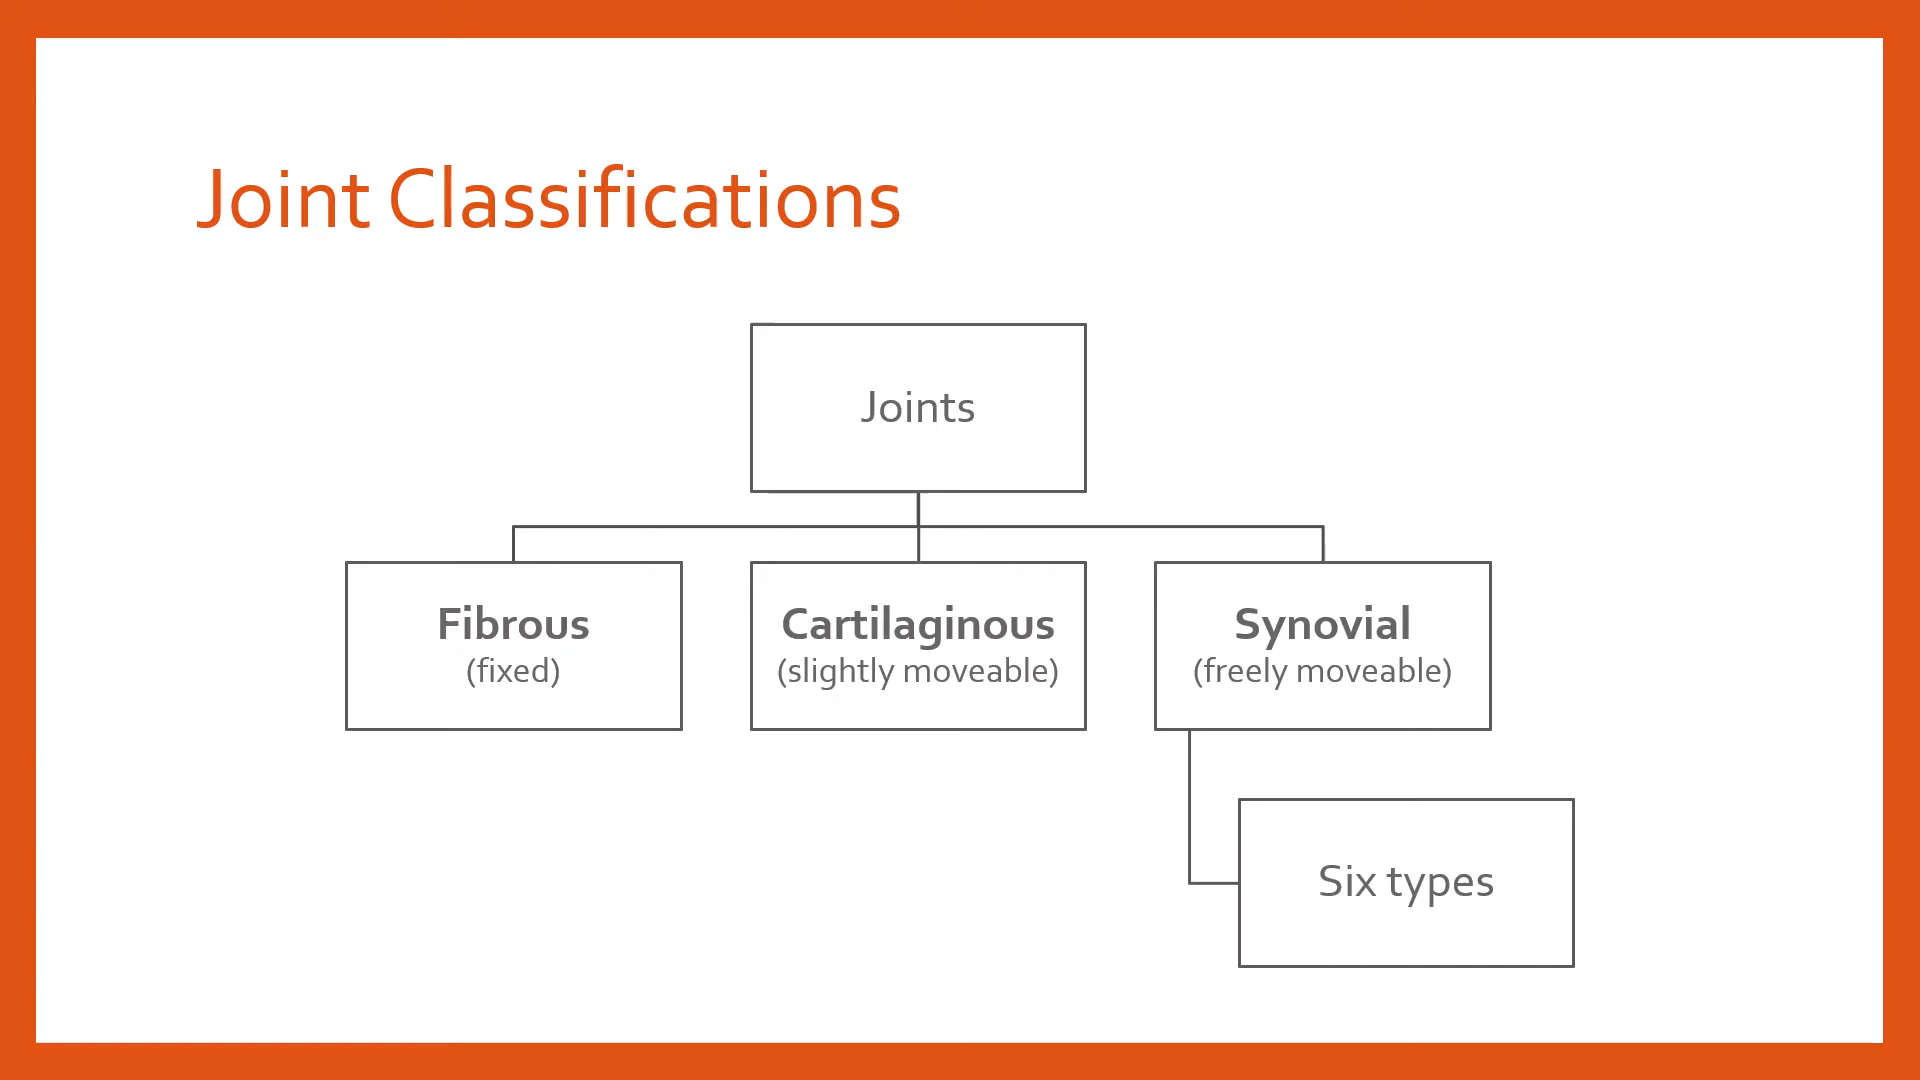 Joint Classifications
Joints
Fibrous
(fixed)
Cartilaginous
(slightly moveable)
Synovial
(freely moveable)
Six types